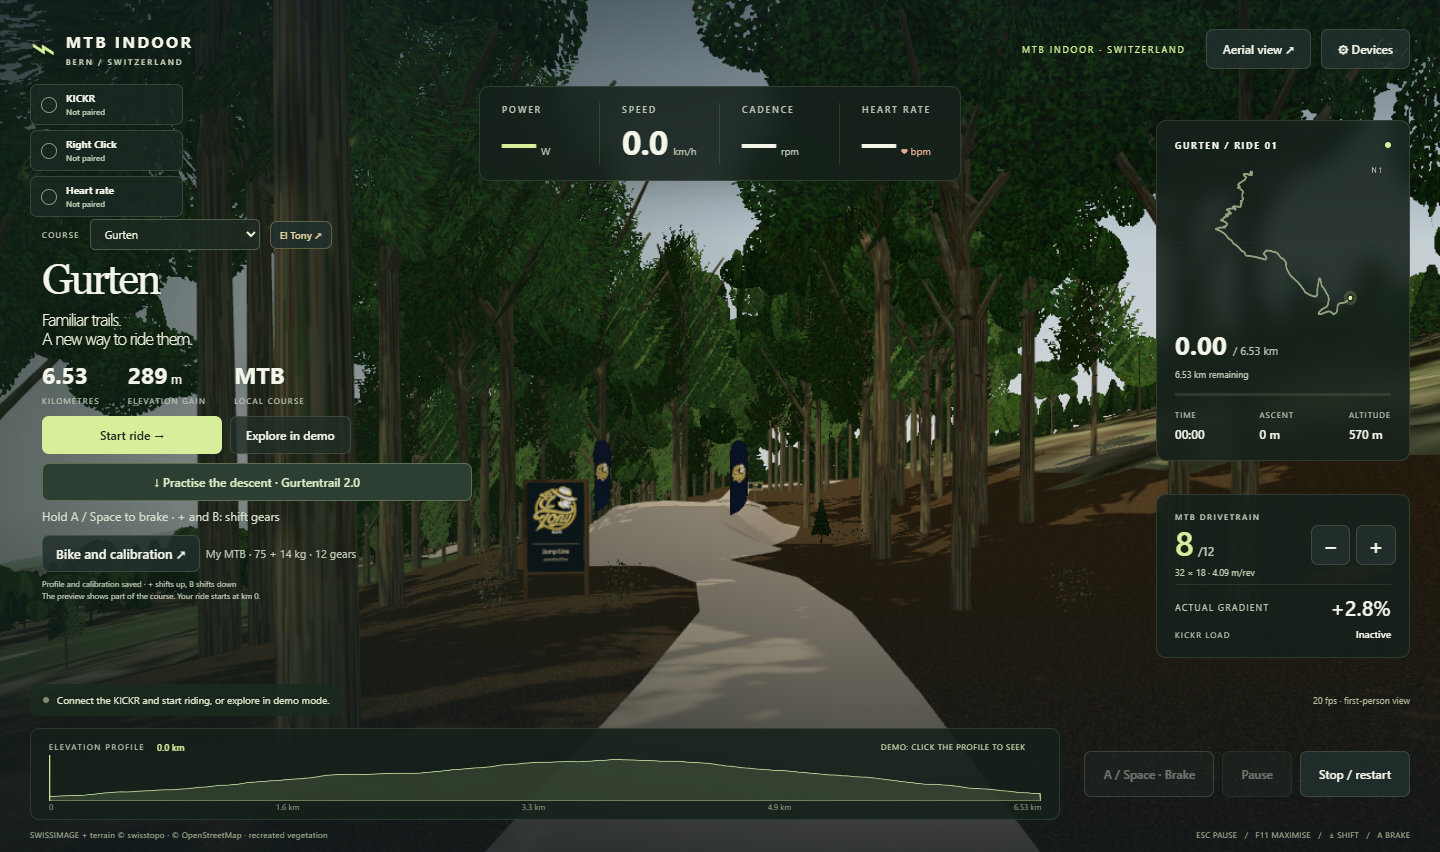 MTB INDOOR
BERN / SWITZERLAND
MTB INDOOR - SWITZERLAND
Aerial view ↗
⚙ Devices
KICKR
Not paired
Right Click
Not paired
Heart rate
Not paired
POWER
W
SPEED
0.0 km/h
CADENCE
rpm
HEART RATE
❤ bpm
COURSE
Gurten
El Tony ↗
Gurten
Familiar trails.
A new way to ride them.
6.53
KILOMETRES
289 m
ELEVATION GAIN
MTB
LOCAL COURSE
Start ride →
Explore in demo
↓ Practise the descent · Gurtentrail 2.0
Hold A / Space to brake · + and B: shift gears
Bike and calibration ↗
My MTB · 75 + 14 kg · 12 gears
Profile and calibration saved · + shifts up, B shifts down
The preview shows part of the course. Your ride starts at km 0.
El Tony
Jump Line
GURTEN / RIDE 01
N ↑
0.00 / 6.53 km
6.53 km remaining
TIME
00:00
ASCENT
0 m
ALTITUDE
570 m
MTB DRIVETRAIN
8 /12
− +
32 × 18 · 4.09 m/rev
ACTUAL GRADIENT
+2.8%
KICKR LOAD
Inactive
Connect the KICKR and start riding, or explore in demo mode.
20 fps · first-person view
ELEVATION PROFILE
0.0 km
DEMO: CLICK THE PROFILE TO SEEK
0
1.6 km
3.3 km
4.9 km
6.53 km
A / Space · Brake
Pause
Stop / restart
SWISSIMAGE + terrain © swisstopo · © OpenStreetMap · recreated vegetation
ESC PAUSE / F11 MAXIMISE / ± SHIFT / A BRAKE